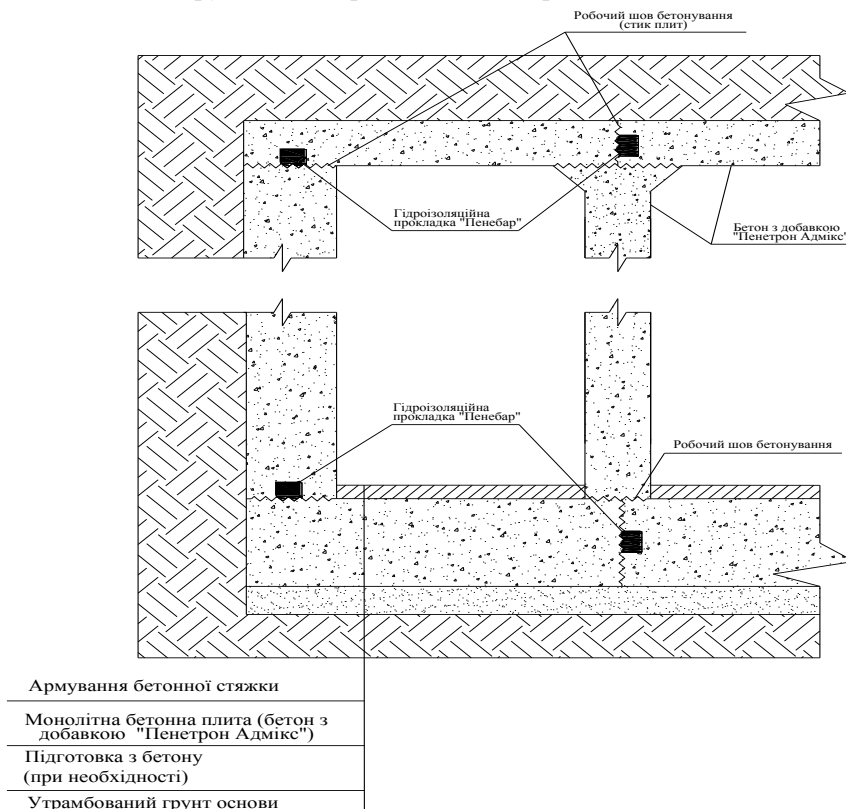 Робочий шов бетонування
(стик плит)
Гідроізоляційна
прокладка "Пенебар"
Бетон з добавкою
"Пенетрон Адмікс"
Гідроізоляційна
прокладка "Пенебар"
Робочий шов бетонування
Армування бетонної стяжки
Монолітна бетонна плита (бетон з
добавкою "Пенетрон Адмікс")
Підготовка з бетону
(при необхідності)
Утрамбований грунт основи